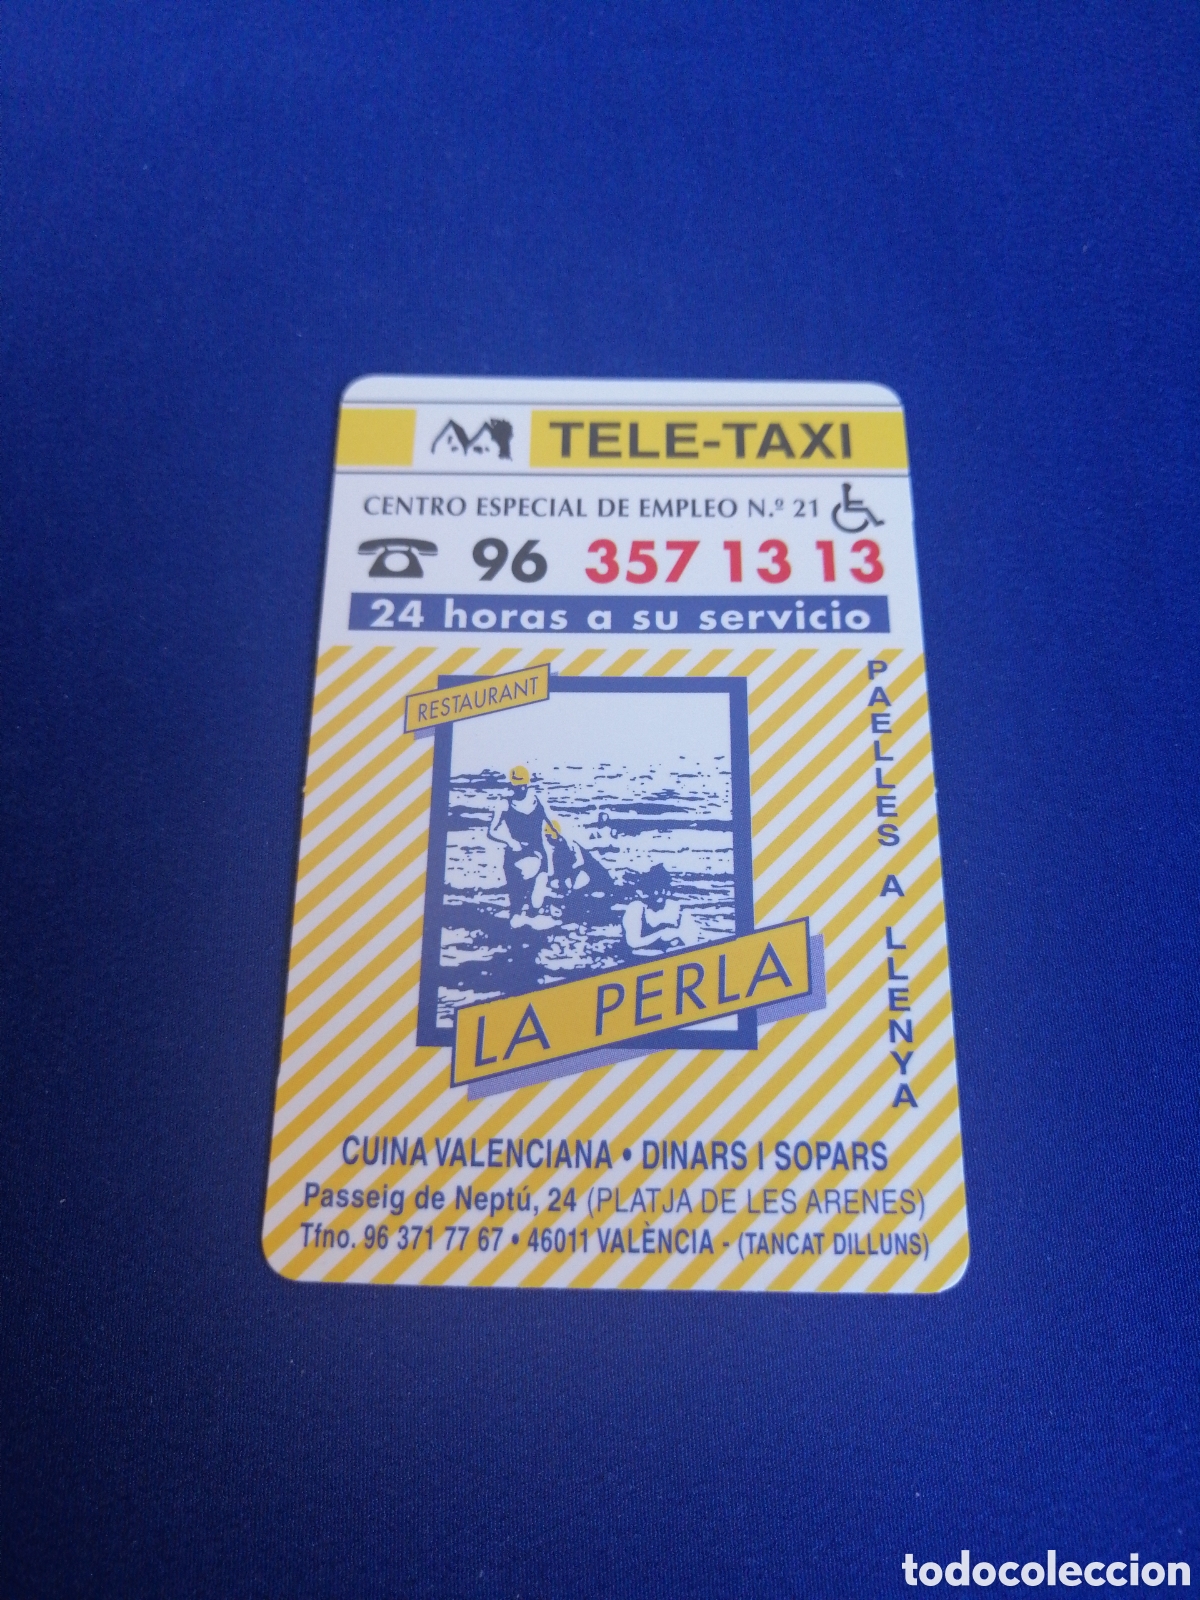 TELE-TAXI
CENTRO ESPECIAL DE EMPLEO N.º 21
96 357 13 13
24 horas a su servicio
RESTAURANT
LA PERLA
PAELLES A LLENYA
CUINA VALENCIANA • DINARS I SOPARS
Passeig de Neptú, 24 (PLATJA DE LES ARENES)
Tfno. 96 371 77 67 • 46011 VALÈNCIA - (TANCAT DILLUNS)
todocoleccion